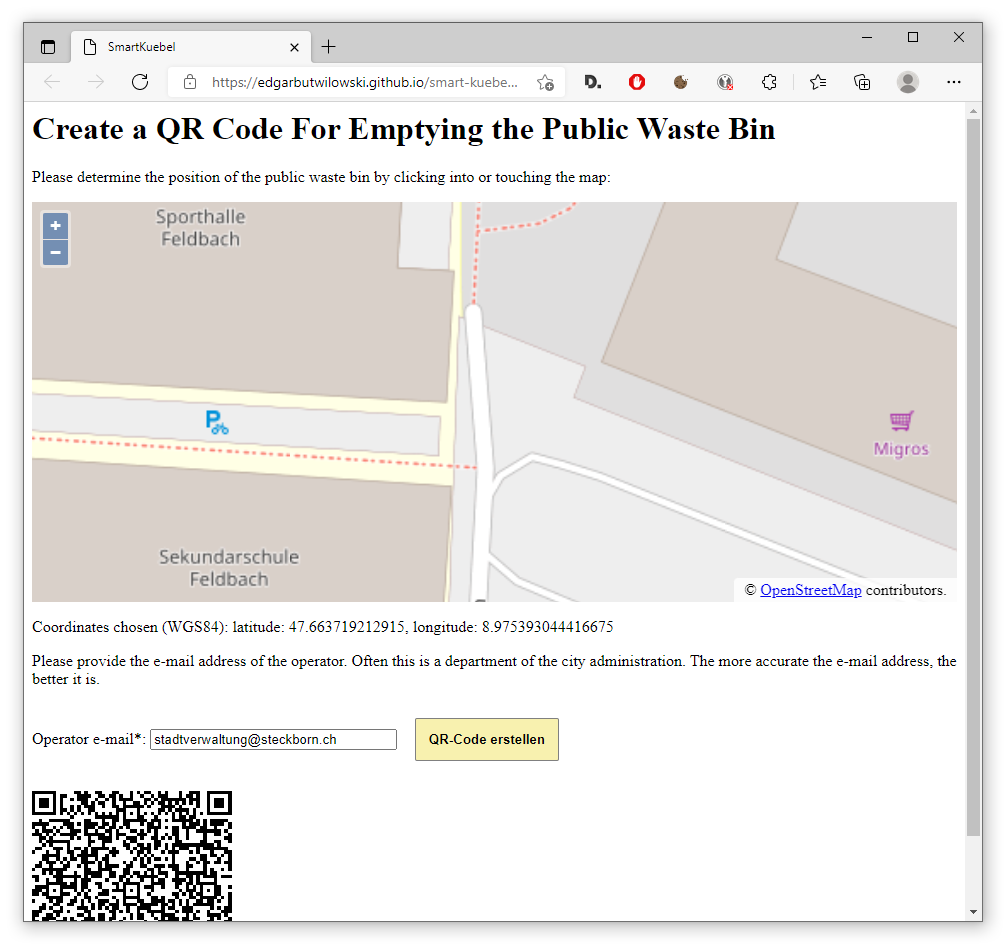 SmartKuebel
https://edgarbutwilowski.github.io/smart-kuebe...
D.
Create a QR Code For Emptying the Public Waste Bin
Please determine the position of the public waste bin by clicking into or touching the map:
+
−
Sporthalle
Feldbach
P
Migros
Sekundarschule
Feldbach
© OpenStreetMap contributors.
Coordinates chosen (WGS84): latitude: 47.663719212915, longitude: 8.975393044416675
Please provide the e-mail address of the operator. Often this is a department of the city administration. The more accurate the e-mail address, the
better it is.
Operator e-mail*: stadtverwaltung@steckborn.ch QR-Code erstellen